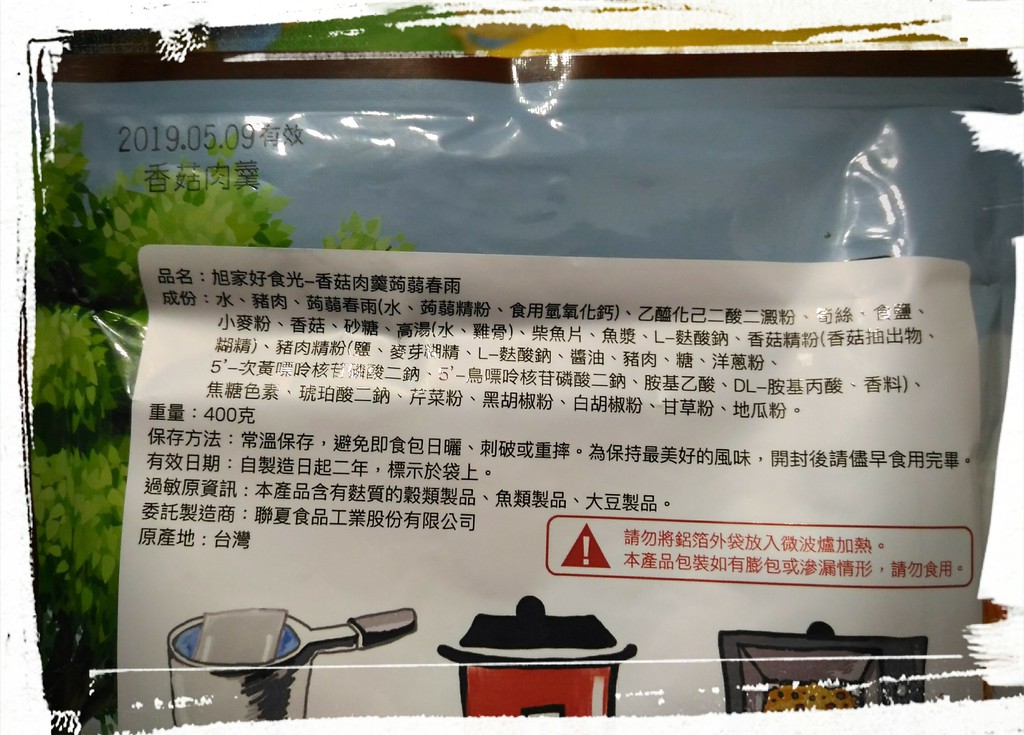 2019.05.09有效
香菇肉羹
品名：旭家好食光-香菇肉羹蒟蒻春雨
成份：水、豬肉、蒟蒻春雨(水、蒟蒻精粉、食用氫氧化鈣)、乙醯化己二酸二澱粉、筍絲、食鹽、
小麥粉、香菇、砂糖、高湯(水、雞骨)、柴魚片、魚漿、L-麩酸鈉、香菇精粉(香菇抽出物、
糊精)、豬肉精粉(鹽、麥芽糊精、L-麩酸鈉、醬油、豬肉、糖、洋蔥粉、
5'-次黃嘌呤核苷磷酸二鈉、5'-鳥嘌呤核苷磷酸二鈉、胺基乙酸、DL-胺基丙酸、香料)、
焦糖色素、琥珀酸二鈉、芹菜粉、黑胡椒粉、白胡椒粉、甘草粉、地瓜粉。
重量：400克
保存方法：常溫保存，避免即食包日曬、刺破或重摔。為保持最美好的風味，開封後請儘早食用完畢。
有效日期：自製造日起二年，標示於袋上。
過敏原資訊：本產品含有麩質的穀類製品、魚類製品、大豆製品。
委託製造商：聯夏食品工業股份有限公司
原產地：台灣
請勿將鋁箔外袋放入微波爐加熱。
本產品包裝如有膨包或滲漏情形，請勿食用。